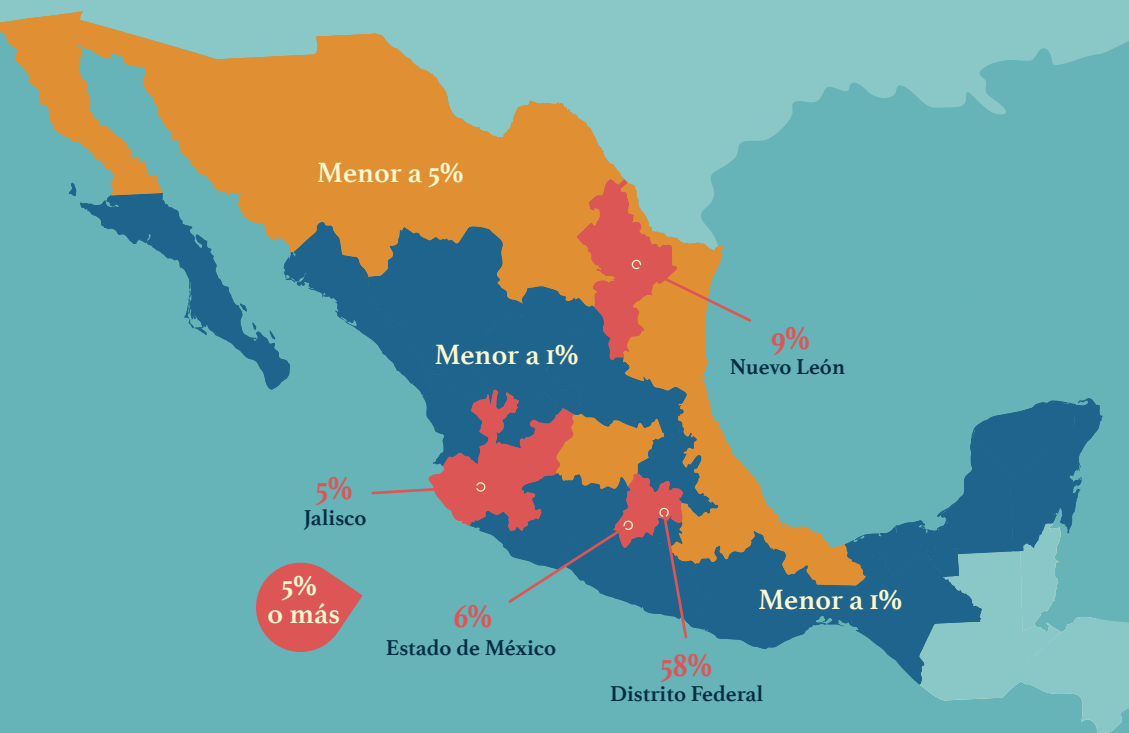 Menor a 5%
9%
Nuevo León
Menor a 1%
5%
Jalisco
5%
o más
6%
Estado de México
58%
Distrito Federal
Menor a 1%